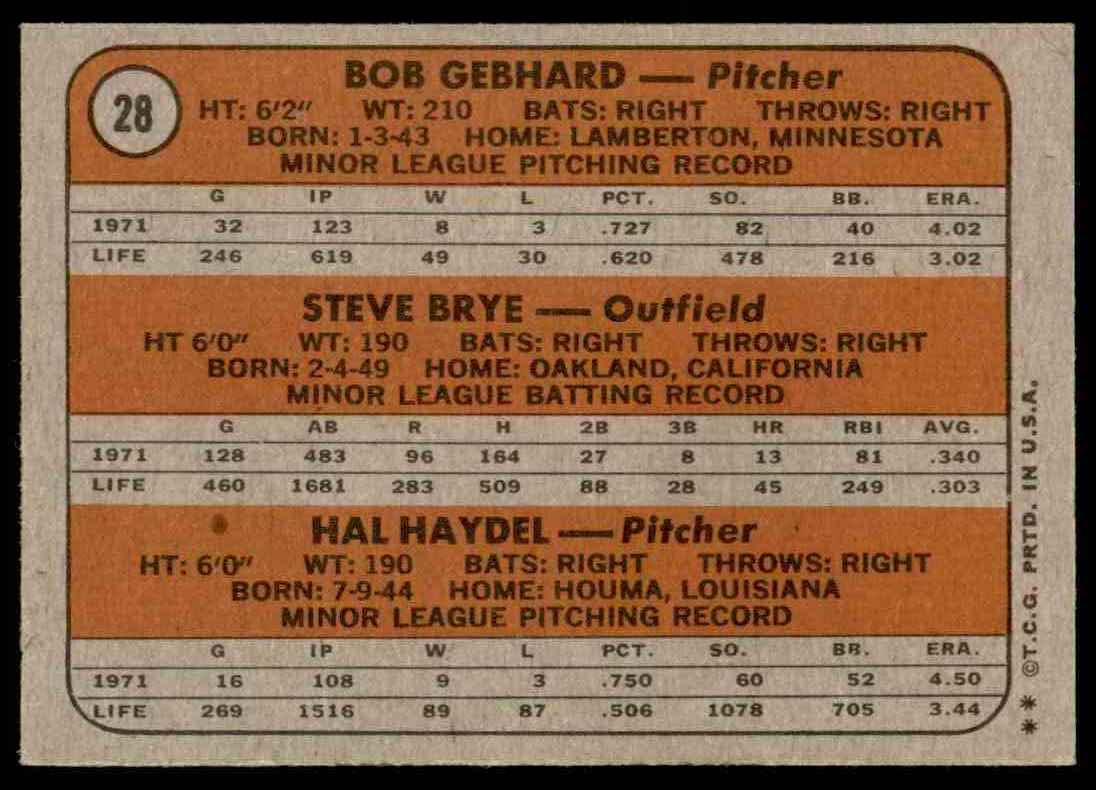 28
BOB GEBHARD — Pitcher
HT: 6'2" WT: 210 BATS: RIGHT THROWS: RIGHT
BORN: 1-3-43 HOME: LAMBERTON, MINNESOTA
MINOR LEAGUE PITCHING RECORD
G IP W L PCT. SO. BB. ERA.
1971 32 123 8 3 .727 82 40 4.02
LIFE 246 619 49 30 .620 478 216 3.02
STEVE BRYE — Outfield
HT 6'0" WT: 190 BATS: RIGHT THROWS: RIGHT
BORN: 2-4-49 HOME: OAKLAND, CALIFORNIA
MINOR LEAGUE BATTING RECORD
G AB R H 2B 3B HR RBI AVG.
1971 128 483 96 164 27 8 13 81 .340
LIFE 460 1681 283 509 88 28 45 249 .303
HAL HAYDEL — Pitcher
HT: 6'0" WT: 190 BATS: RIGHT THROWS: RIGHT
BORN: 7-9-44 HOME: HOUMA, LOUISIANA
MINOR LEAGUE PITCHING RECORD
G IP W L PCT. SO. BB. ERA.
1971 16 108 9 3 .750 60 52 4.50
LIFE 269 1516 89 87 .506 1078 705 3.44
** ©T.C.G. PRTD. IN U.S.A.